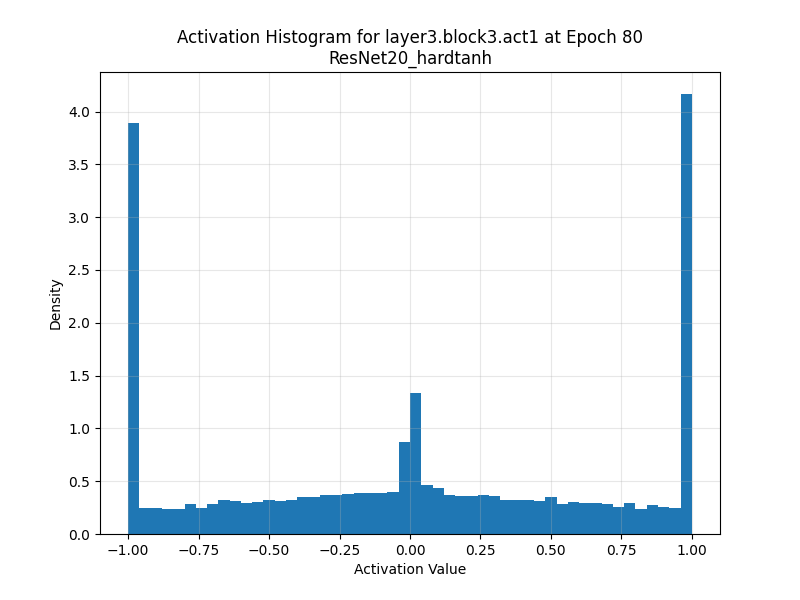 Activation Histogram for layer3.block3.act1 at Epoch 80
ResNet20_hardtanh
4.0
3.5
3.0
2.5
2.0
1.5
1.0
0.5
0.0
Density
−1.00 −0.75 −0.50 −0.25 0.00 0.25 0.50 0.75 1.00
Activation Value